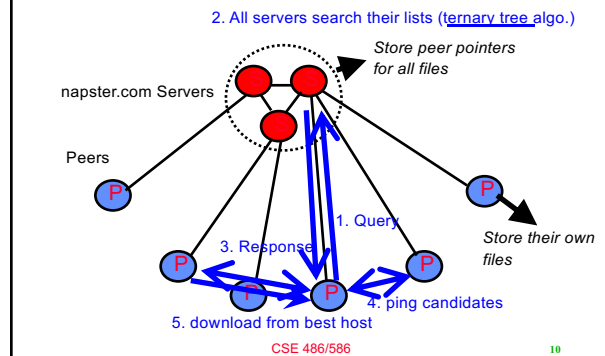 2. All servers search their lists (ternary tree algo.)
Store peer pointers
for all files
napster.com Servers
Peers
P
P
1. Query
Store their own
files
3. Response
P
P
P
P
4. ping candidates
5. download from best host
CSE 486/586
10